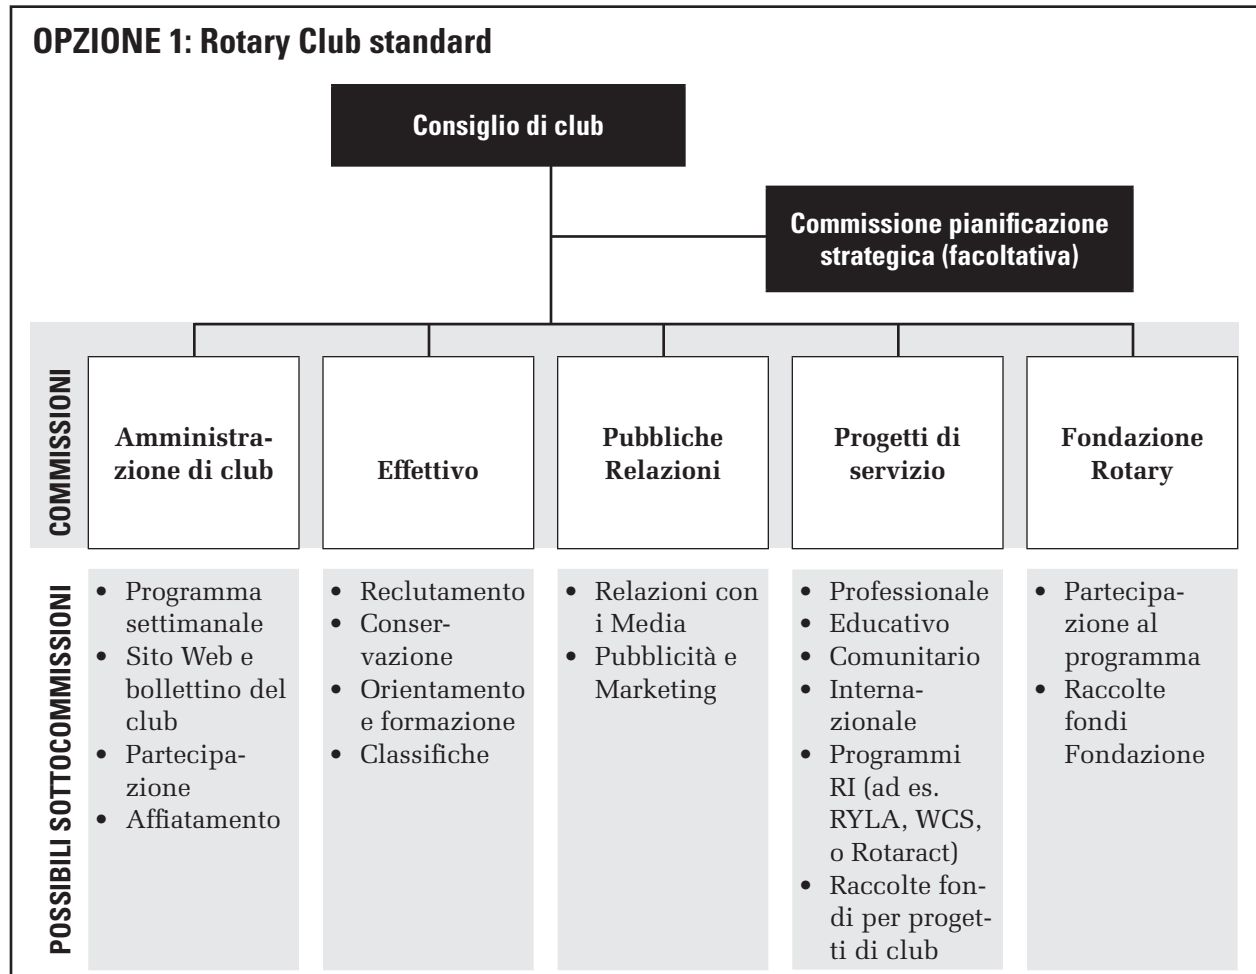 OPZIONE 1: Rotary Club standard
Consiglio di club
Commissione pianificazione
strategica (facoltativa)
COMMISSIONI
Amministra-
zione di club
Effettivo
Pubbliche
Relazioni
Progetti di
servizio
Fondazione
Rotary
POSSIBILI SOTTOCOMMISSIONI
• Programma
settimanale
• Sito Web e
bollettino del
club
• Partecipa-
zione
• Affiatamento
• Reclutamento
• Conser-
vazione
• Orientamento
e formazione
• Classifiche
• Relazioni con
i Media
• Pubblicità e
Marketing
• Professionale
• Educativo
• Comunitario
• Interna-
zionale
• Programmi
RI (ad es.
RYLA, WCS,
o Rotaract)
• Raccolte fon-
di per proget-
ti di club
• Partecipa-
zione al
programma
• Raccolte
fondi
Fondazione